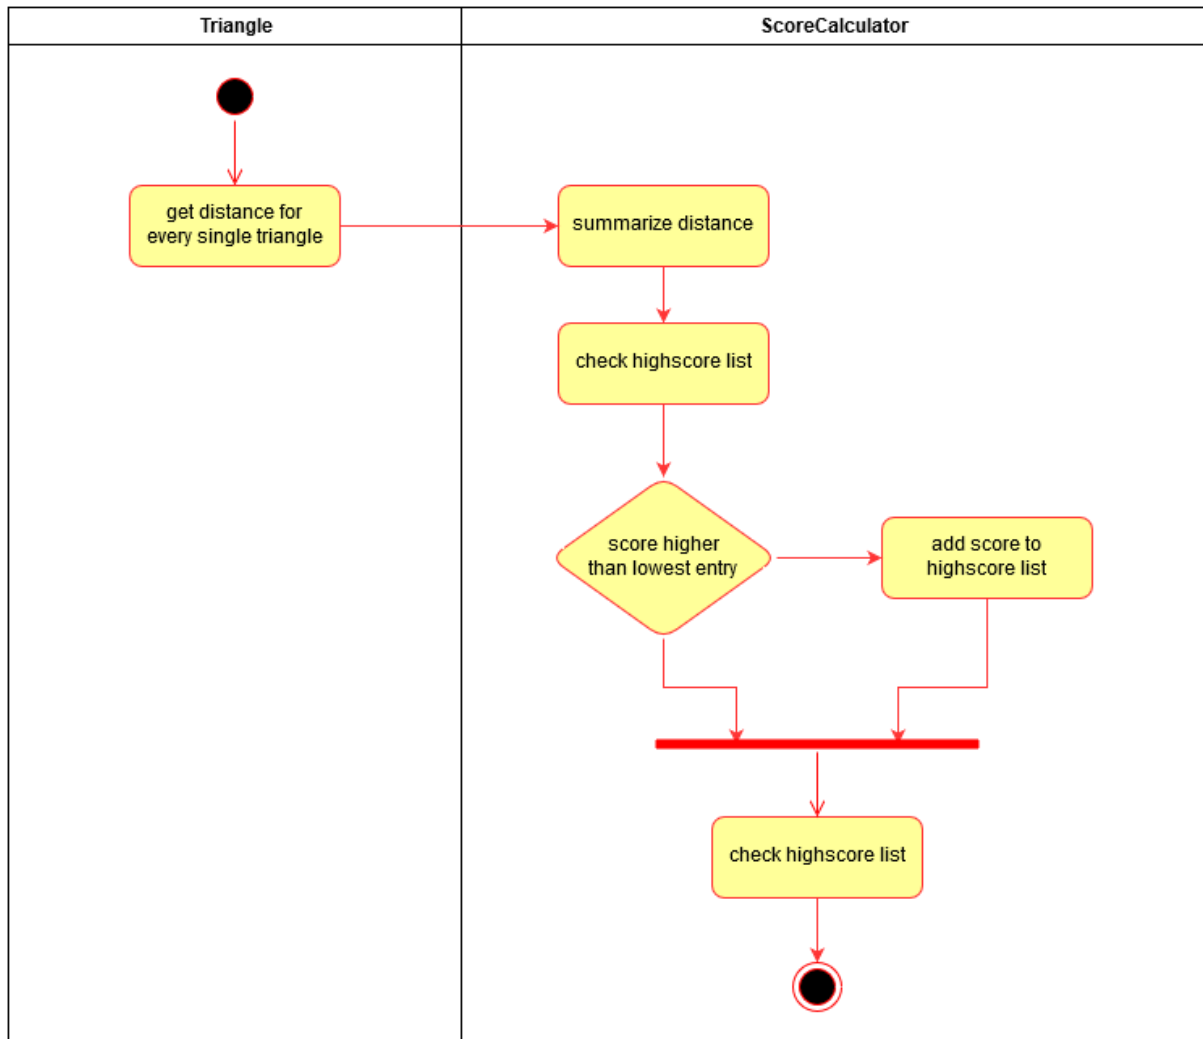 Triangle
ScoreCalculator
get distance for
every single triangle
summarize distance
check highscore list
score higher
than lowest entry
add score to
highscore list
check highscore list